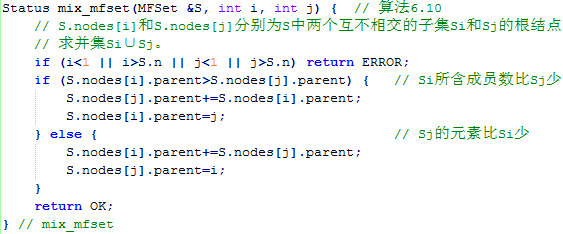 Status mix_mfset(MFSet &S, int i, int j) {  // 算法6.10
    // S.nodes[i]和S.nodes[j]分别为S中两个互不相交的子集Si和Sj的根结点
    // 求并集Si∪Sj。
    if (i<1 || i>S.n || j<1 || j>S.n) return ERROR;
    if (S.nodes[i].parent>S.nodes[j].parent) {   // Si所含成员数比Sj少
        S.nodes[j].parent+=S.nodes[i].parent;
        S.nodes[i].parent=j;
    } else {                                     // Sj的元素比Si少
        S.nodes[i].parent+=S.nodes[j].parent;
        S.nodes[j].parent=i;
    }
    return OK;
} // mix_mfset